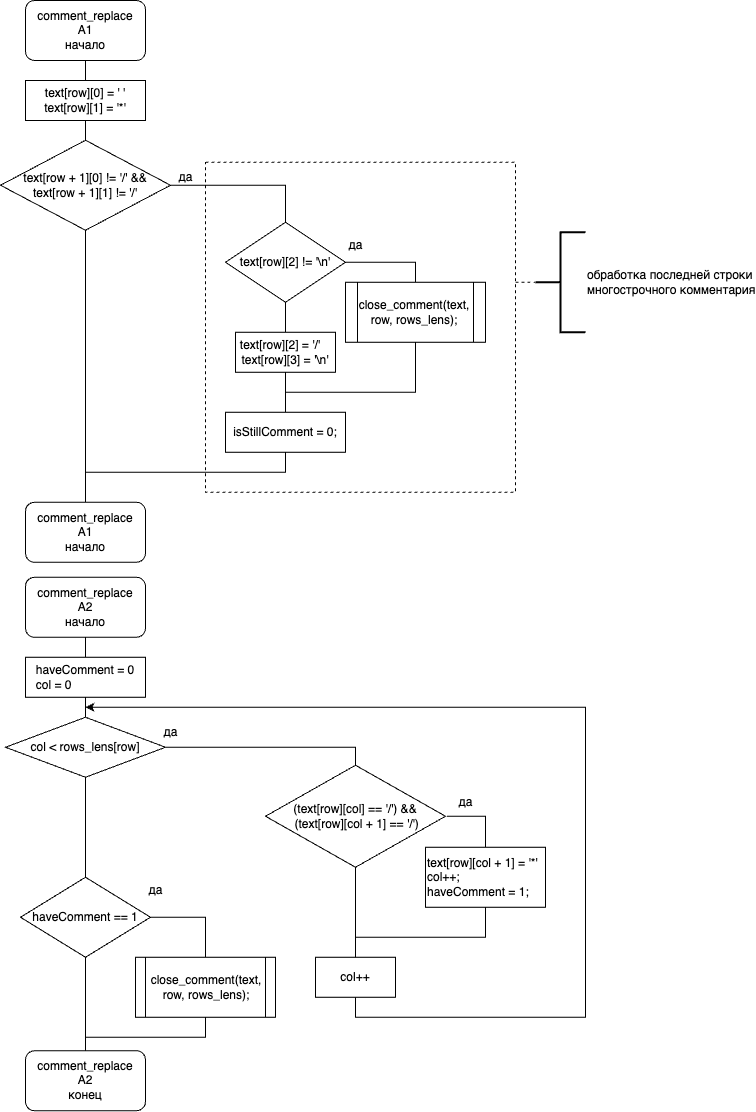 comment_replace
A1
начало
text[row][0] = ' '
text[row][1] = '*'
text[row + 1][0] != '/' &&
text[row + 1][1] != '/'
да
text[row][2] != '\n'
да
close_comment(text,
row, rows_lens);
text[row][2] = '/'
text[row][3] = '\n'
isStillComment = 0;
обработка последней строки
многострочного комментария
comment_replace
A1
начало
comment_replace
A2
начало
haveComment = 0
col = 0
col < rows_lens[row]
да
(text[row][col] == '/') &&
(text[row][col + 1] == '/')
да
text[row][col + 1] = '*'
col++;
haveComment = 1;
haveComment == 1
да
close_comment(text,
row, rows_lens);
col++
comment_replace
A2
конец